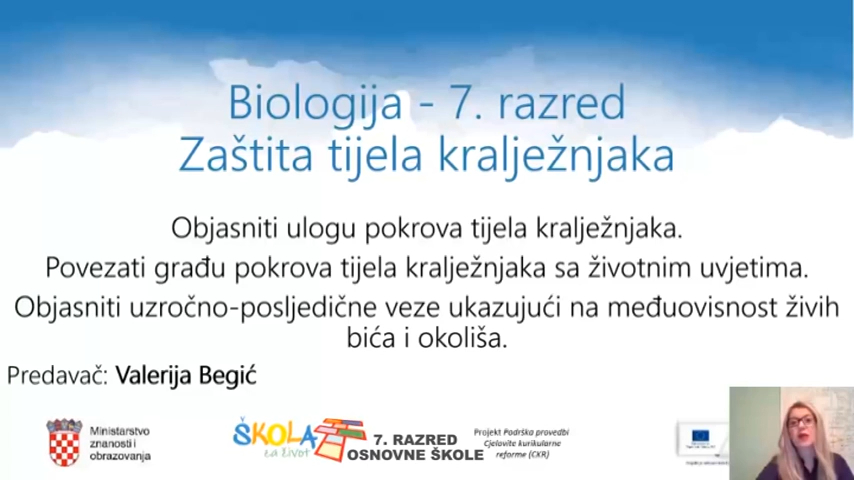 Biologija - 7. razred
Zaštita tijela kralježnjaka
Objasniti ulogu pokrova tijela kralježnjaka.
Povezati građu pokrova tijela kralježnjaka sa životnim uvjetima.
Objasniti uzročno-posljedične veze ukazujući na međuovisnost živih
bića i okoliša.
Predavač: Valerija Begić
Ministarstvo
znanosti i
obrazovanja
ŠKOLA
za život
7. RAZRED
OSNOVNE ŠKOLE
Projekt Podrška provedbi
Cjelovite kurikularne
reforme (CKR)